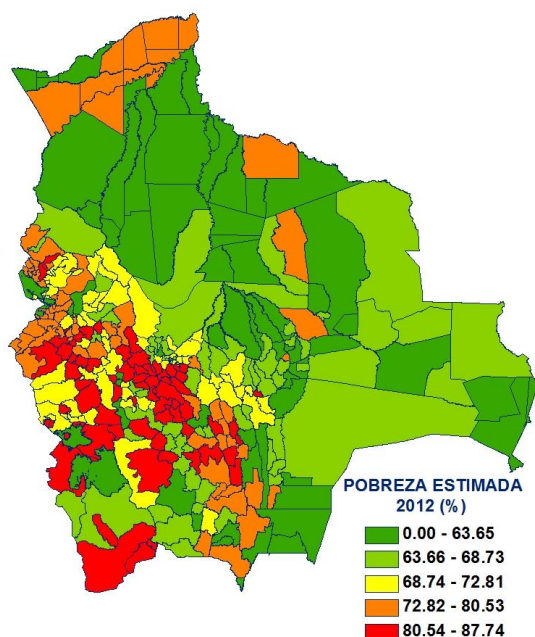 POBREZA ESTIMADA
2012 (%)
0.00 - 63.65
63.66 - 68.73
68.74 - 72.81
72.82 - 80.53
80.54 - 87.74